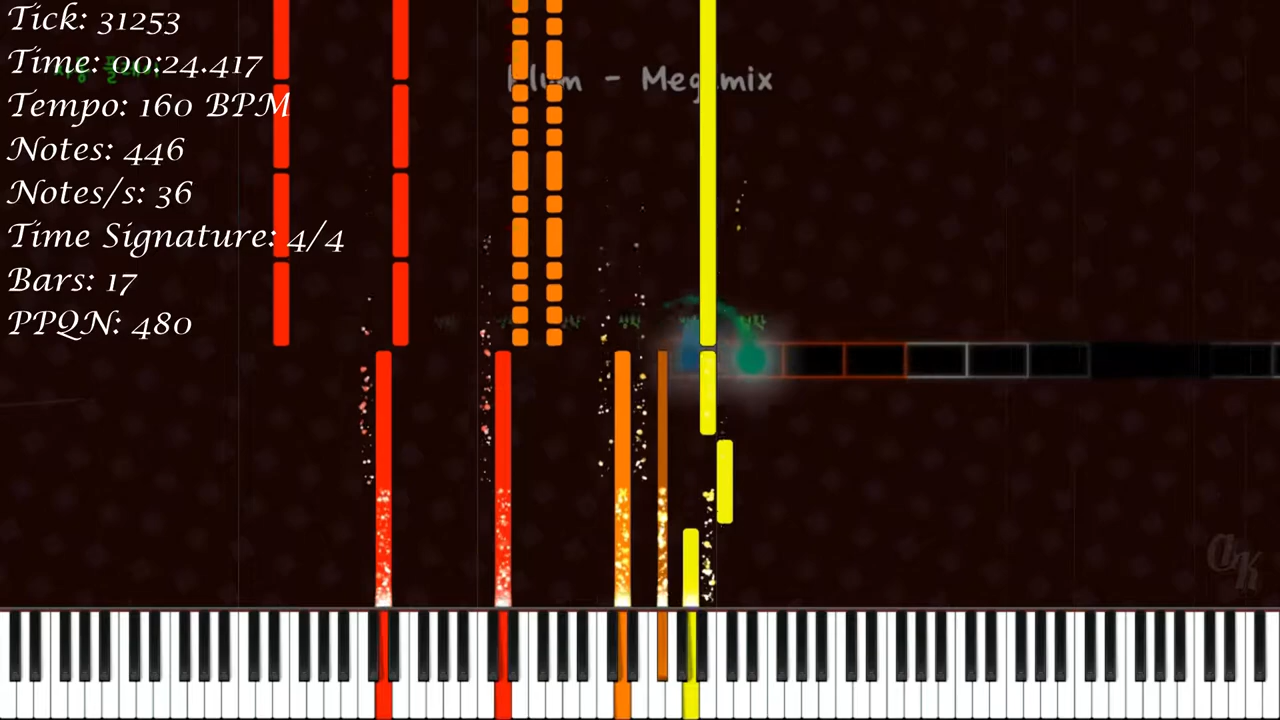 Tick: 31253
Time: 00:24.417
Plum - Megamix
Tempo: 160 BPM
Notes: 446
Notes/s: 36
Time Signature: 4/4
Bars: 17
PPQN: 480